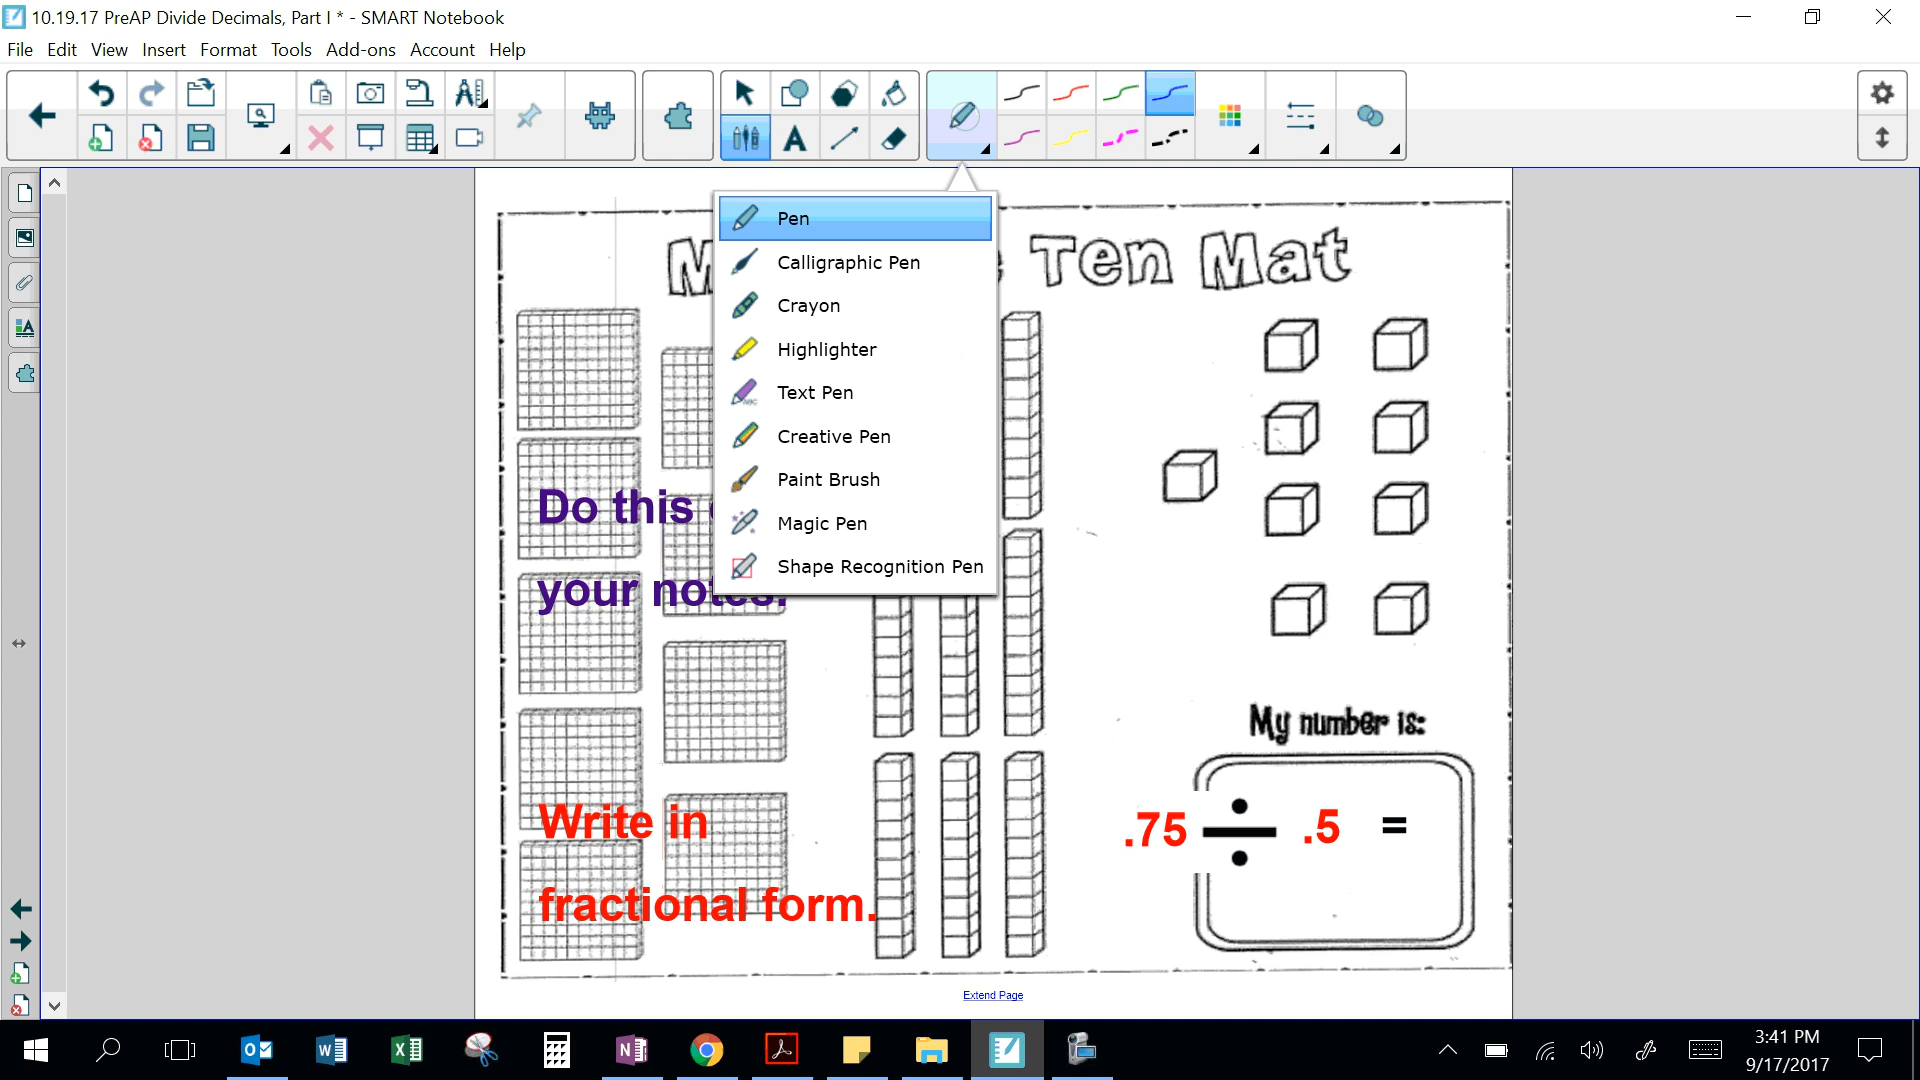 10.19.17 PreAP Divide Decimals, Part I * - SMART Notebook
File Edit View Insert Format Tools Add-ons Account Help
Pen
Calligraphic Pen
Crayon
Highlighter
Text Pen
Creative Pen
Paint Brush
Magic Pen
Shape Recognition Pen
Ten Mat
Do this
your notes.
My number is:
.75 ÷ .5 =
Write in
fractional form.
Extend Page
3:41 PM
9/17/2017